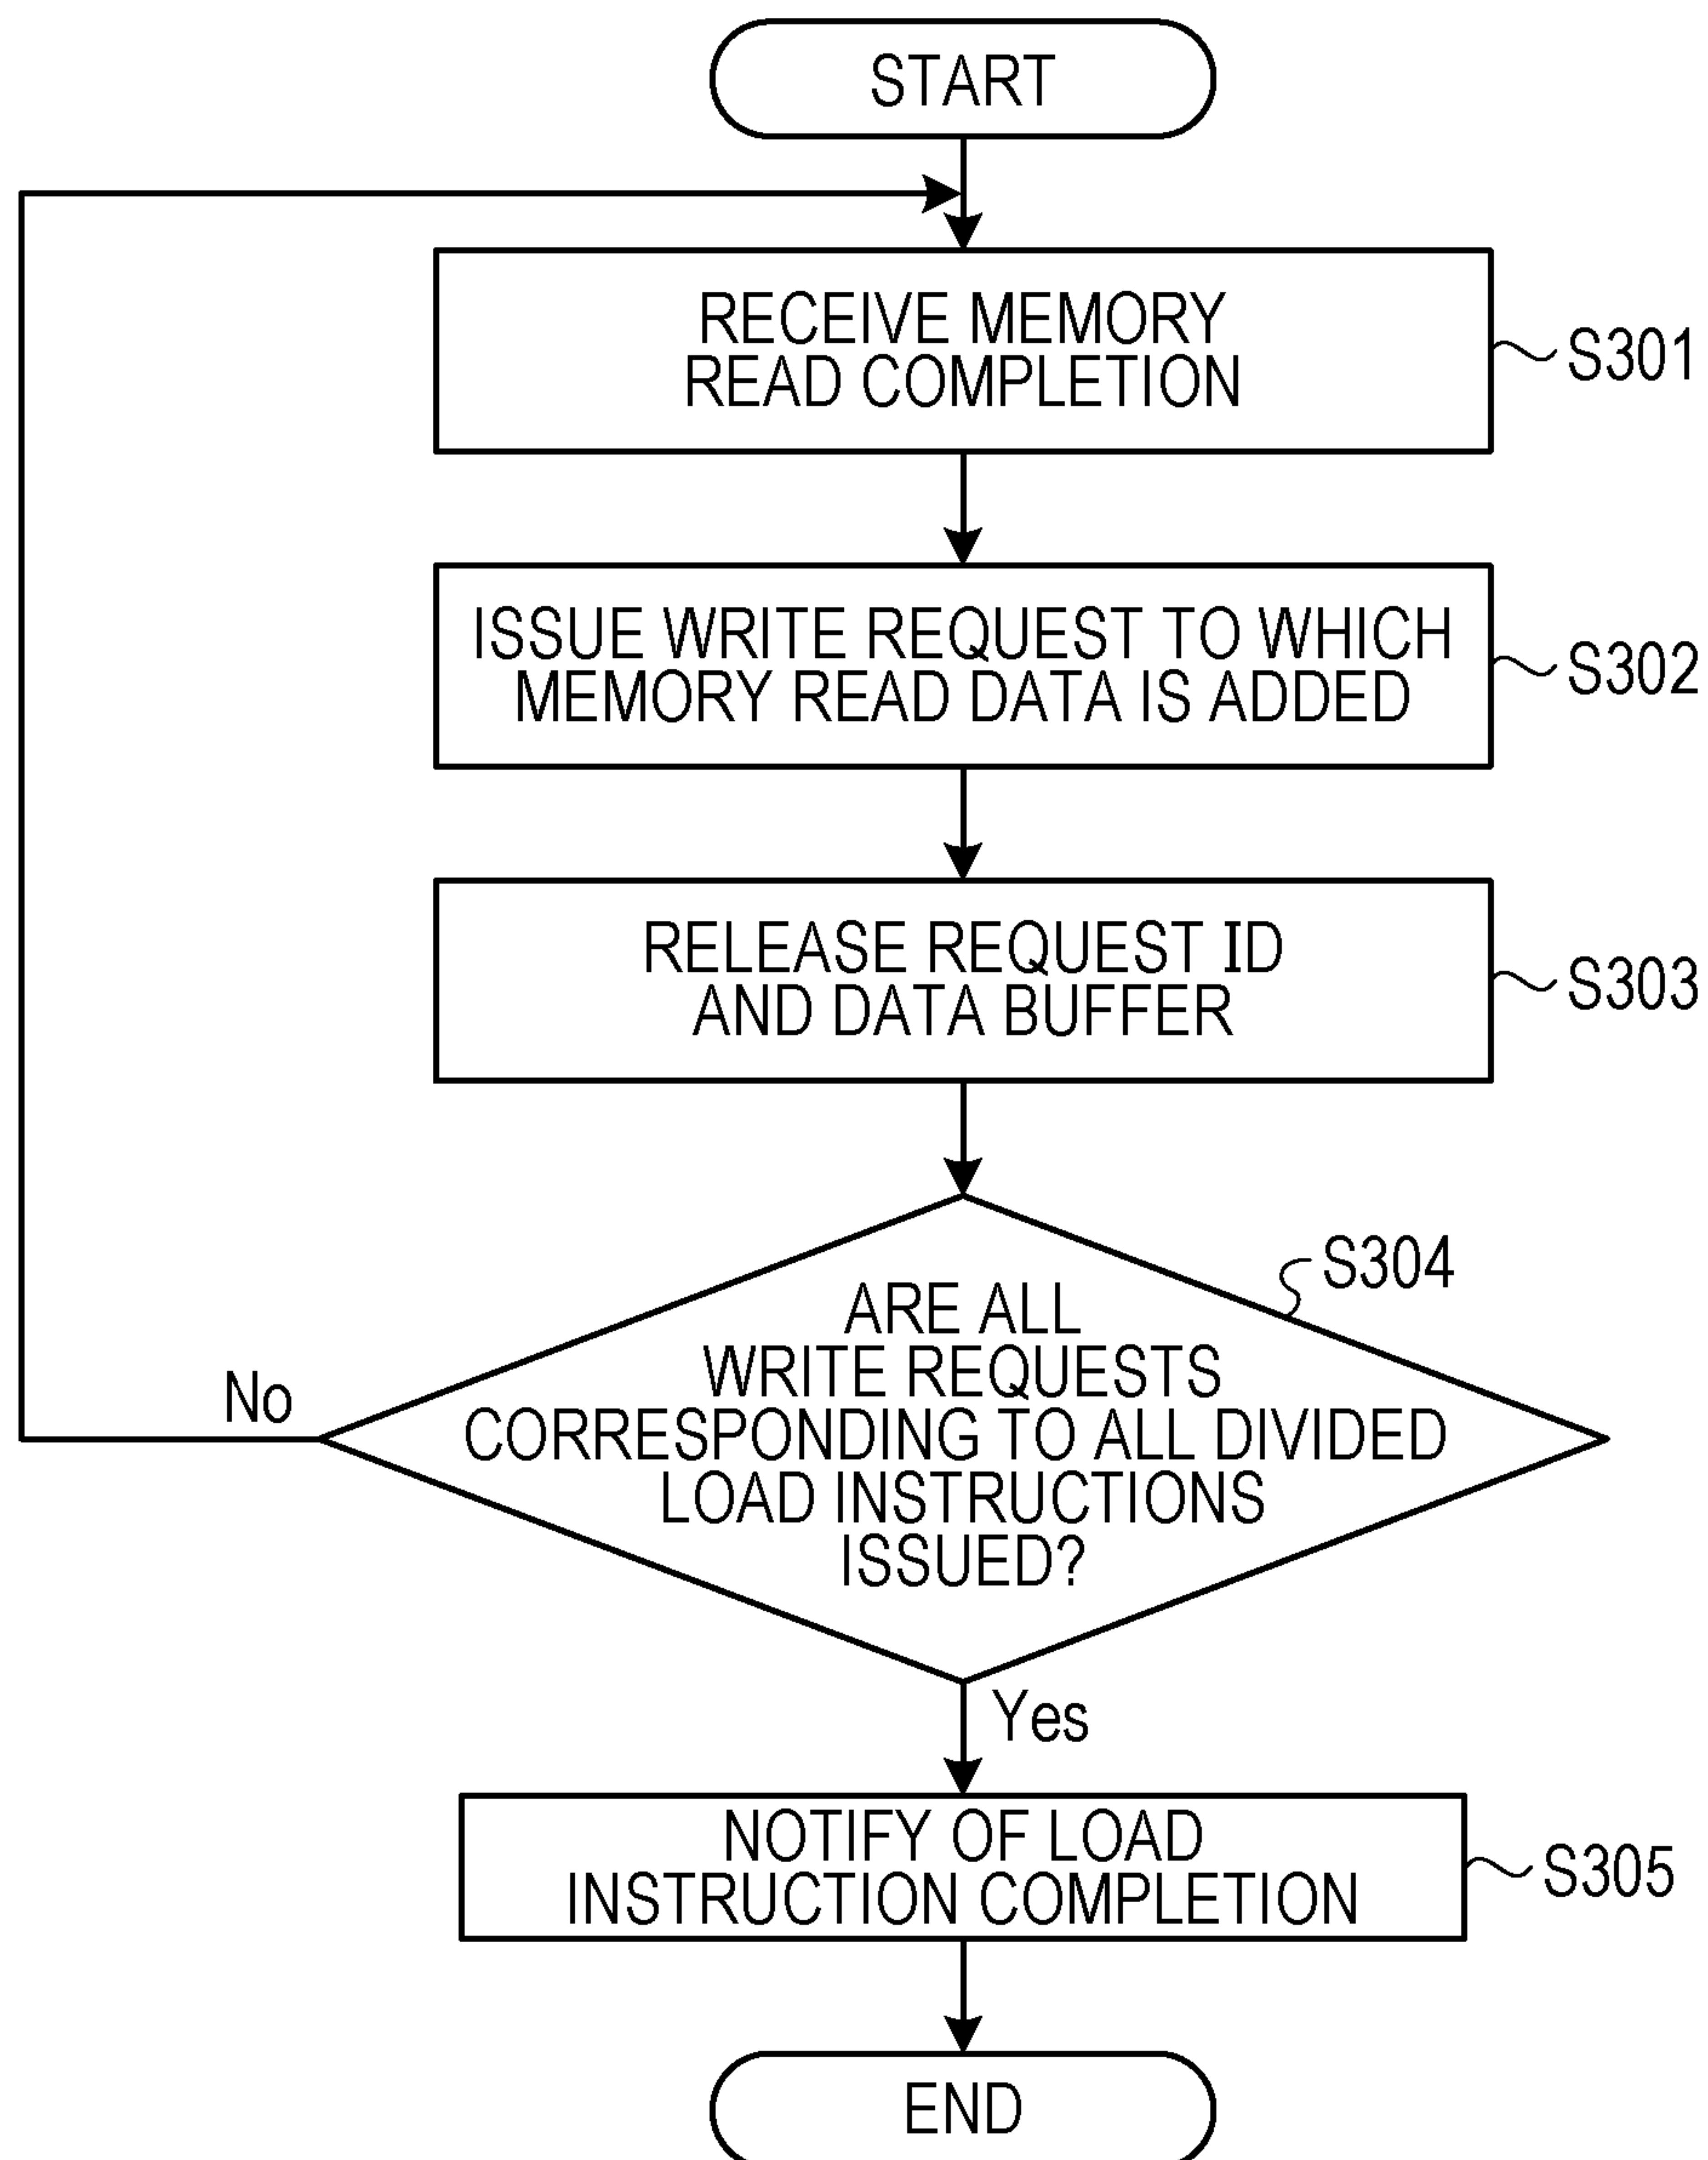 START
RECEIVE MEMORY
READ COMPLETION
S301
ISSUE WRITE REQUEST TO WHICH
MEMORY READ DATA IS ADDED
S302
RELEASE REQUEST ID
AND DATA BUFFER
S303
S304
ARE ALL
WRITE REQUESTS
CORRESPONDING TO ALL DIVIDED
LOAD INSTRUCTIONS
ISSUED?
No
Yes
NOTIFY OF LOAD
INSTRUCTION COMPLETION
S305
END